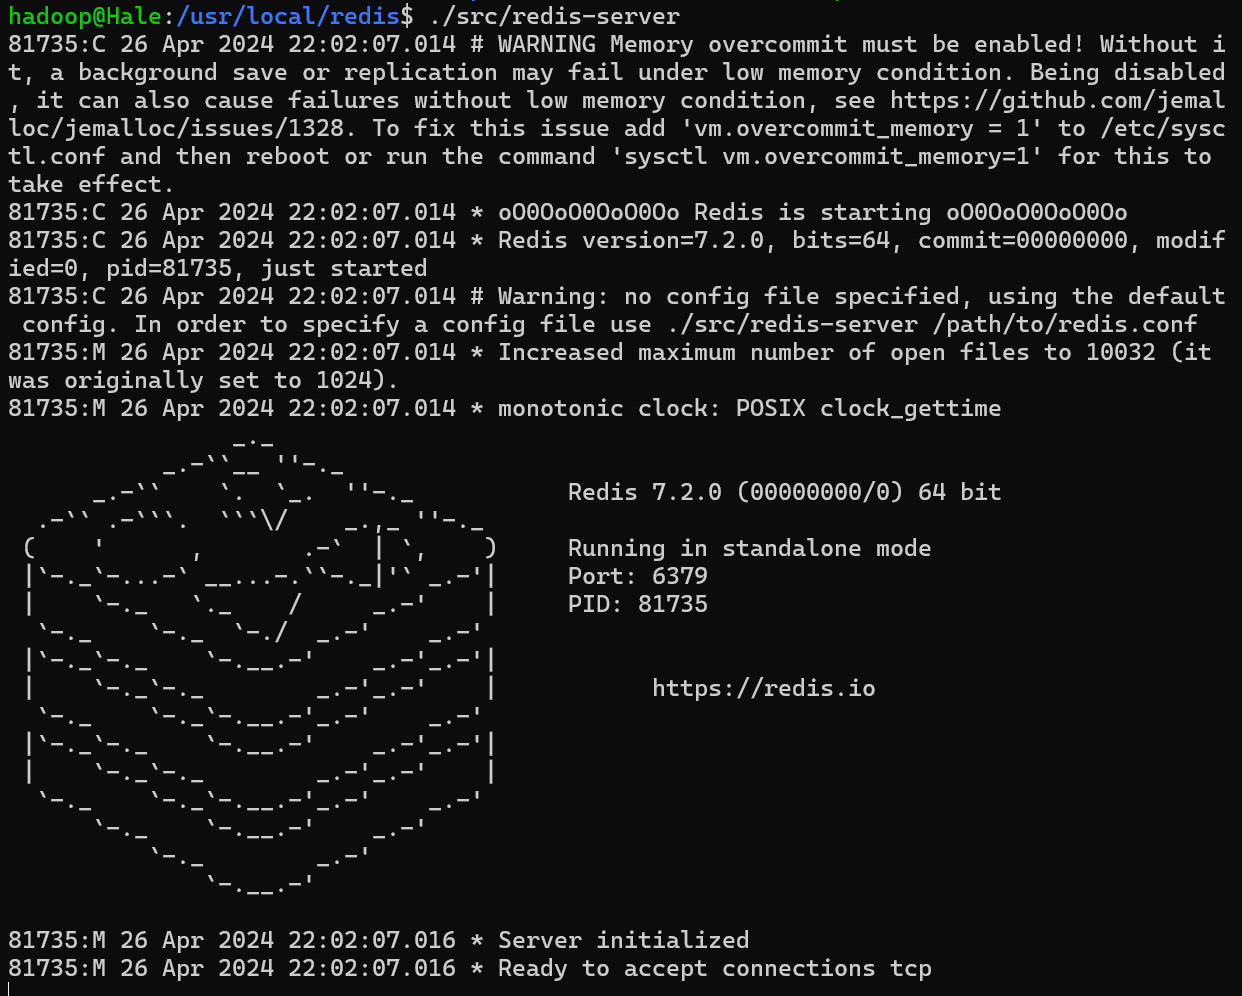 hadoop@Hale:/usr/local/redis$ ./src/redis-server
81735:C 26 Apr 2024 22:02:07.014 # WARNING Memory overcommit must be enabled! Without i
t, a background save or replication may fail under low memory condition. Being disabled
, it can also cause failures without low memory condition, see https://github.com/jemal
loc/jemalloc/issues/1328. To fix this issue add 'vm.overcommit_memory = 1' to /etc/sysc
tl.conf and then reboot or run the command 'sysctl vm.overcommit_memory=1' for this to
take effect.
81735:C 26 Apr 2024 22:02:07.014 * oO0OoO0OoO0Oo Redis is starting oO0OoO0OoO0Oo
81735:C 26 Apr 2024 22:02:07.014 * Redis version=7.2.0, bits=64, commit=00000000, modif
ied=0, pid=81735, just started
81735:C 26 Apr 2024 22:02:07.014 # Warning: no config file specified, using the default
 config. In order to specify a config file use ./src/redis-server /path/to/redis.conf
81735:M 26 Apr 2024 22:02:07.014 * Increased maximum number of open files to 10032 (it
was originally set to 1024).
81735:M 26 Apr 2024 22:02:07.014 * monotonic clock: POSIX clock_gettime
Redis 7.2.0 (00000000/0) 64 bit
Running in standalone mode
Port: 6379
PID: 81735
https://redis.io
81735:M 26 Apr 2024 22:02:07.016 * Server initialized
81735:M 26 Apr 2024 22:02:07.016 * Ready to accept connections tcp